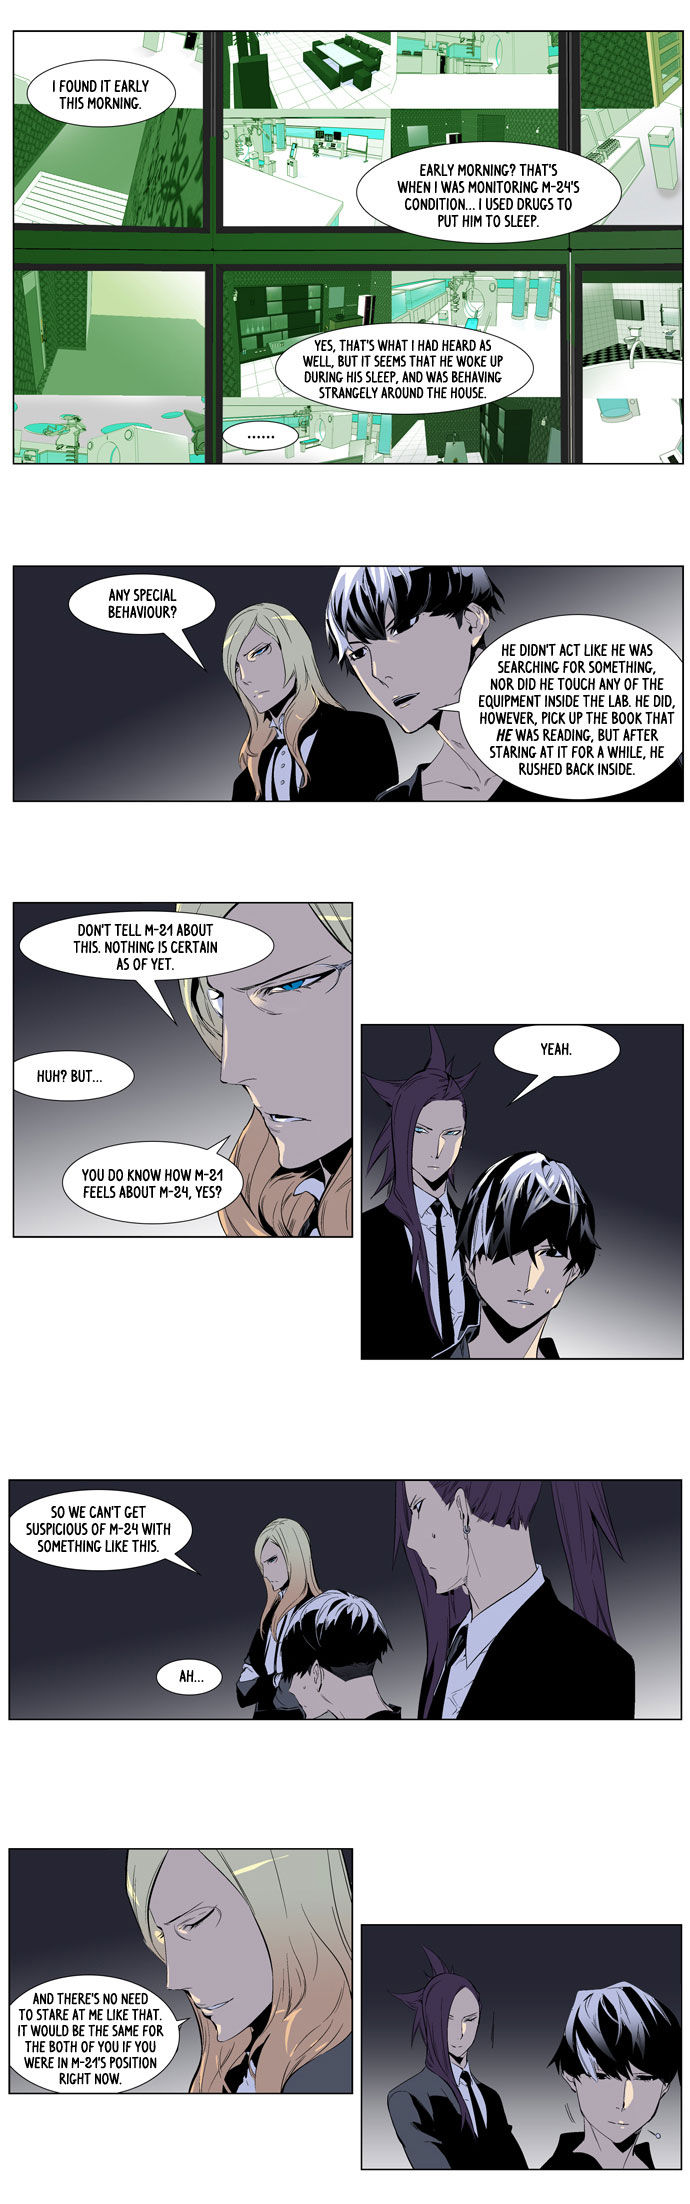 I FOUND IT EARLY
THIS MORNING.
EARLY MORNING? THAT'S
WHEN I WAS MONITORING M-24'S
CONDITION... I USED DRUGS TO
PUT HIM TO SLEEP.
YES, THAT'S WHAT I HAD HEARD AS
WELL, BUT IT SEEMS THAT HE WOKE UP
DURING HIS SLEEP, AND WAS BEHAVING
STRANGELY AROUND THE HOUSE.
......
ANY SPECIAL
BEHAVIOUR?
HE DIDN'T ACT LIKE HE WAS
SEARCHING FOR SOMETHING,
NOR DID HE TOUCH ANY OF THE
EQUIPMENT INSIDE THE LAB. HE DID,
HOWEVER, PICK UP THE BOOK THAT
HE WAS READING, BUT AFTER
STARING AT IT FOR A WHILE, HE
RUSHED BACK INSIDE.
DON'T TELL M-21 ABOUT
THIS. NOTHING IS CERTAIN
AS OF YET.
HUH? BUT...
YOU DO KNOW HOW M-21
FEELS ABOUT M-24, YES?
YEAH.
SO WE CAN'T GET
SUSPICIOUS OF M-24 WITH
SOMETHING LIKE THIS.
AH...
AND THERE'S NO NEED
TO STARE AT ME LIKE THAT.
IT WOULD BE THE SAME FOR
THE BOTH OF YOU IF YOU
WERE IN M-21'S POSITION
RIGHT NOW.